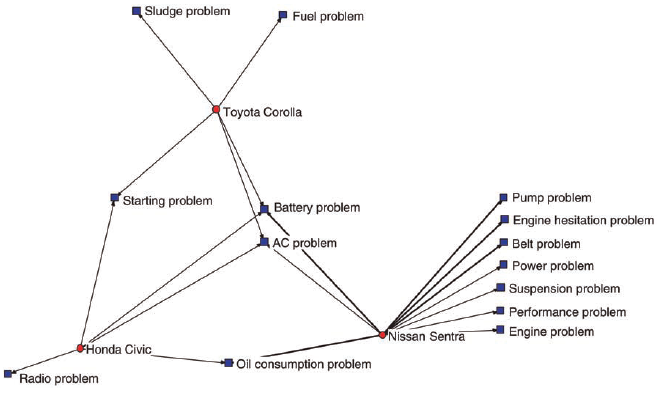 Sludge problem
Fuel problem
Toyota Corolla
Starting problem
Battery problem
AC problem
Pump problem
Engine hesitation problem
Belt problem
Power problem
Suspension problem
Performance problem
Engine problem
Nissan Sentra
Honda Civic
Oil consumption problem
Radio problem